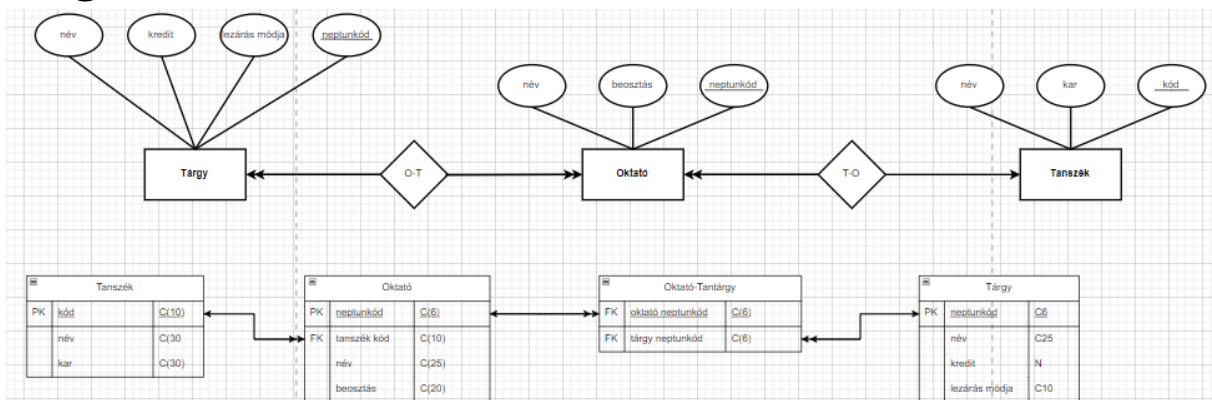 név kredit lezárás módja neptunkód
név beosztás neptunkód
név kar kód
Tárgy O-T Oktató T-O Tanszék
Tanszék
PK kód C(10)
név C(30
kar C(30)
Oktató
PK neptunkód C(6)
FK tanszék kód C(10)
név C(25)
beosztás C(20)
Oktató-Tantárgy
FK oktató neptunkód C(6)
FK tárgy neptunkód C(6)
Tárgy
PK neptunkód C6
név C25
kredit N
lezárás módja C10